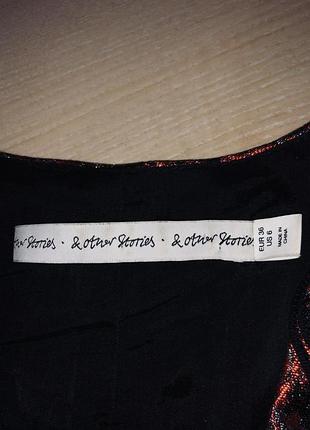 er Stories · & other Stories · & other Stories
EUR 36
US 6
MADE IN
CHINA